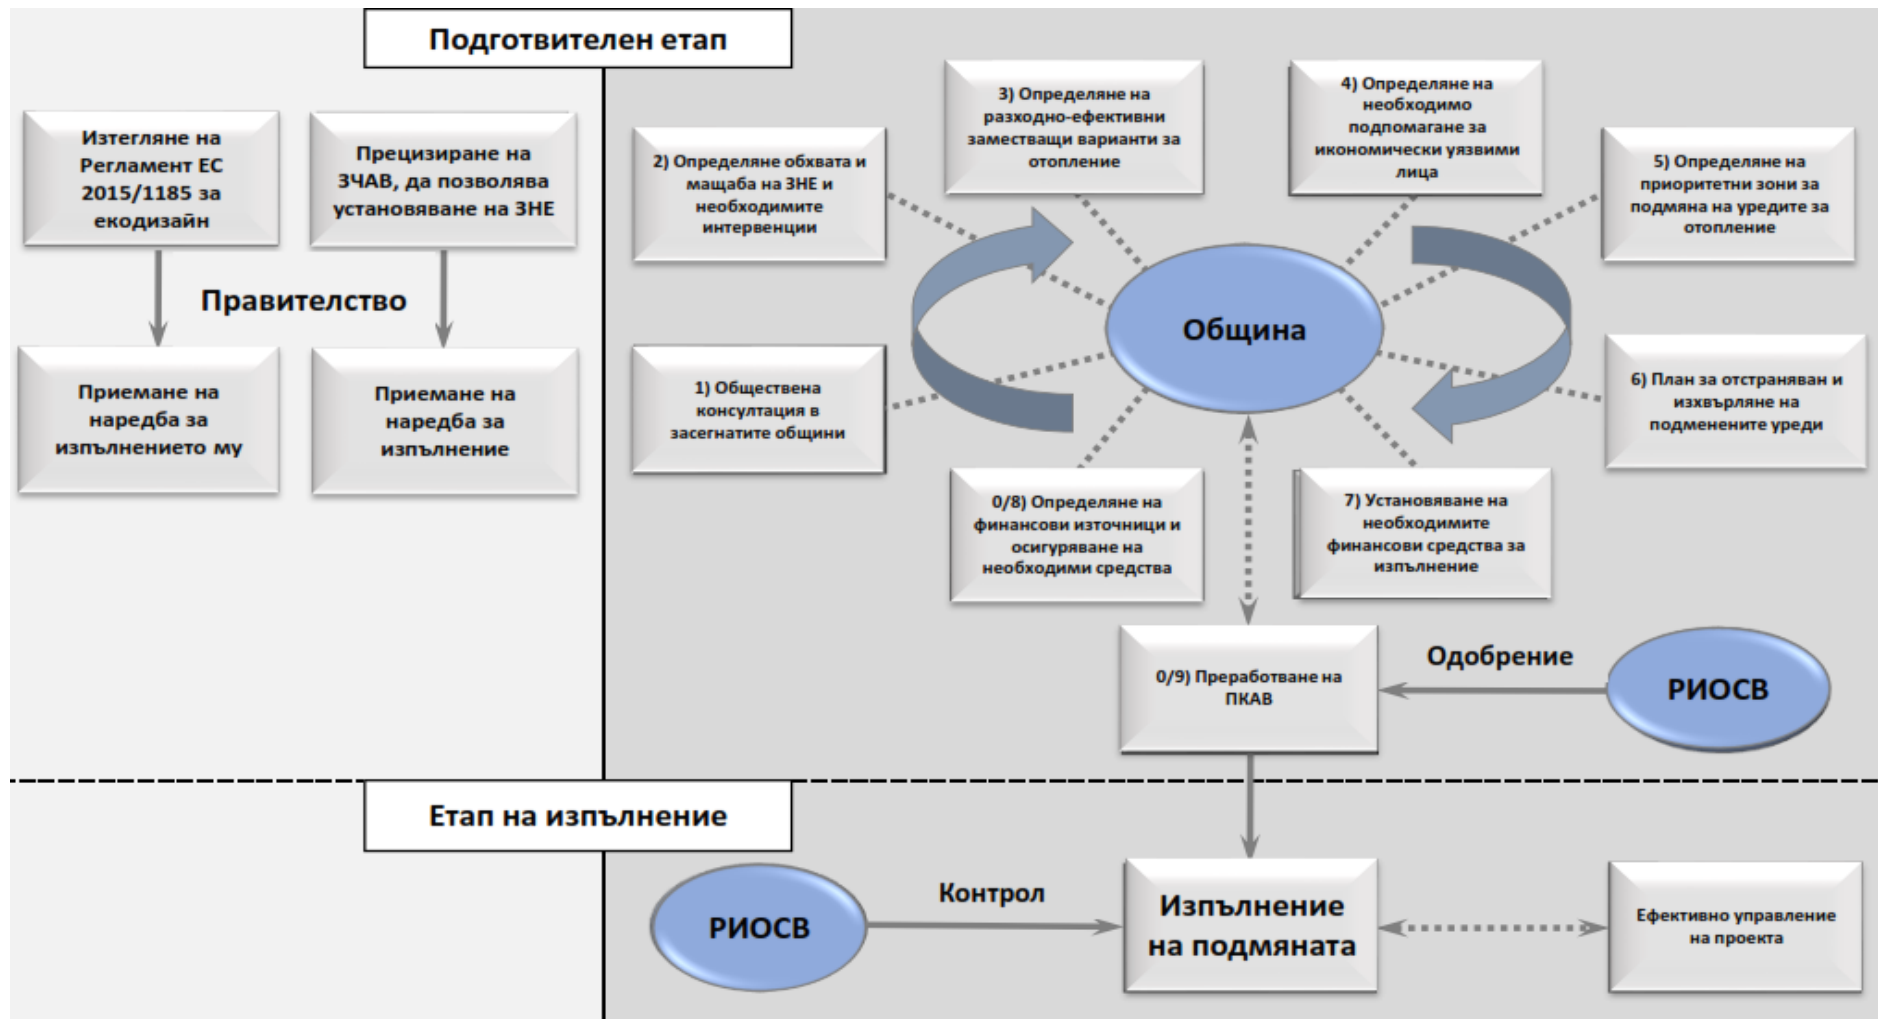 Подготвителен етап
Изтегляне на
Регламент ЕС
2015/1185 за
екодизайн
Прецизиране на
ЗЧАВ, да позволява
установяване на ЗНЕ
Правителство
Приемане на
наредба за
изпълнението му
Приемане на
наредба за
изпълнение
0/8) Определяне на
финансови източници и
осигуряване на
необходими средства
1) Обществена
консултация в
засегнатите общини
2) Определяне обхвата и
мащаба на ЗНЕ и
необходимите
интервенции
3) Определяне на
разходно-ефективни
заместващи варианти за
отопление
4) Определяне на
необходимо
подпомагане за
икономически уязвими
лица
5) Определяне на
приоритетни зони за
подмяна на уредите за
отопление
6) План за отстраняван и
изхвърляне на
подменените уреди
7) Установяване на
необходимите
финансови средства за
изпълнение
Община
0/9) Преработване на
ПКАВ
Одобрение
РИОСВ
Етап на изпълнение
РИОСВ
Контрол
Изпълнение
на подмяната
Ефективно управление
на проекта